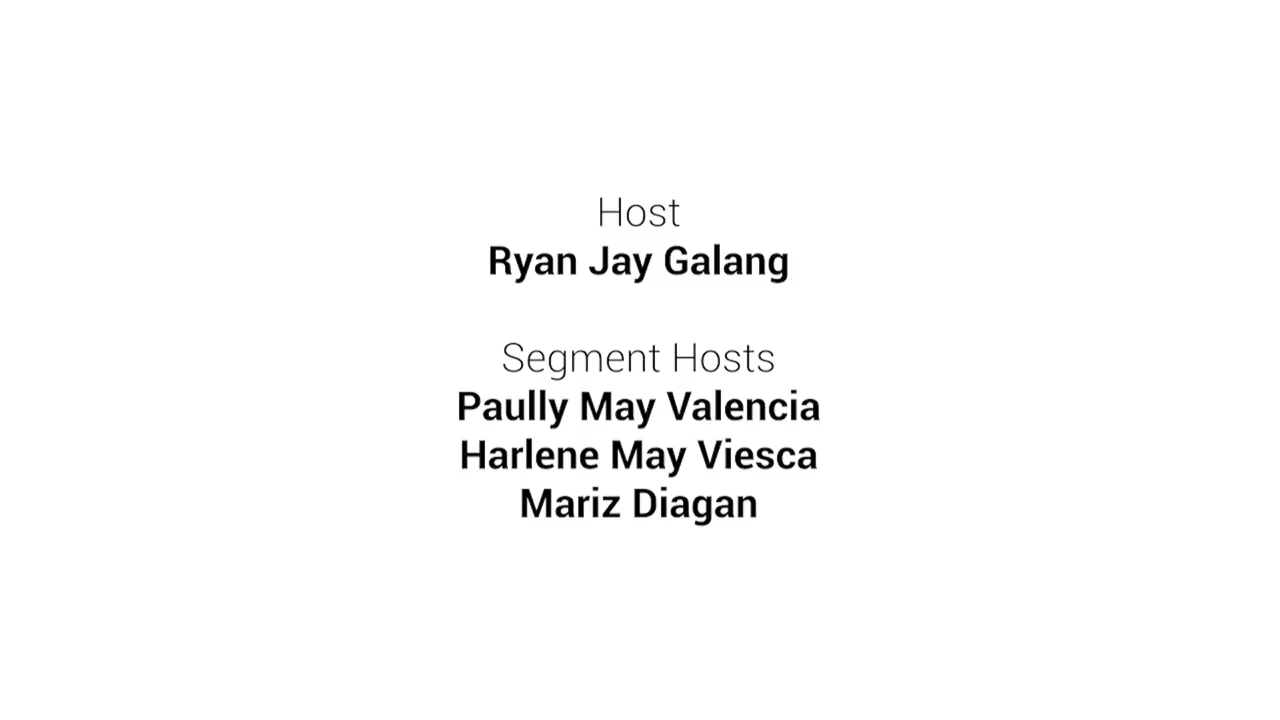 Host
Ryan Jay Galang
Segment Hosts
Paully May Valencia
Harlene May Viesca
Mariz Diagan